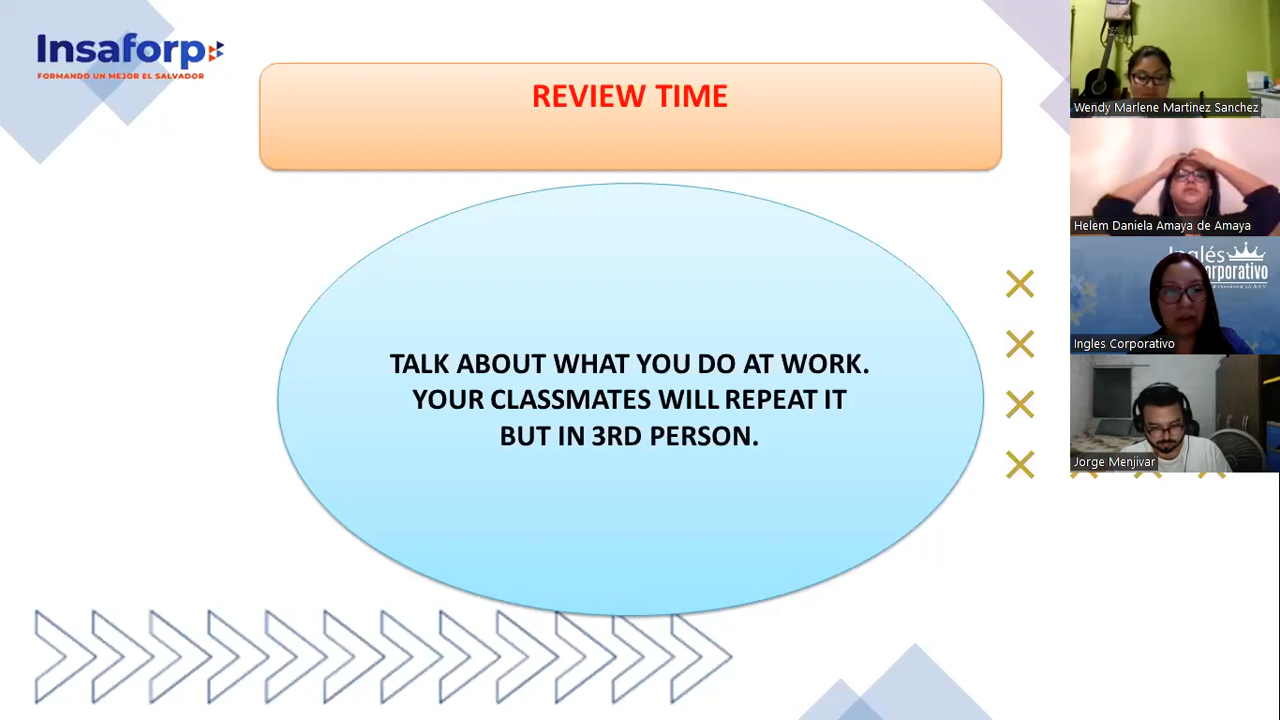 Insaforp
FORMANDO UN MEJOR EL SALVADOR
REVIEW TIME
TALK ABOUT WHAT YOU DO AT WORK.
YOUR CLASSMATES WILL REPEAT IT
BUT IN 3RD PERSON.
Wendy Marlene Martinez Sanchez
Helem Daniela Amaya de Amaya
Inglés
orporativo
Ingles Corporativo
Jorge Menjivar